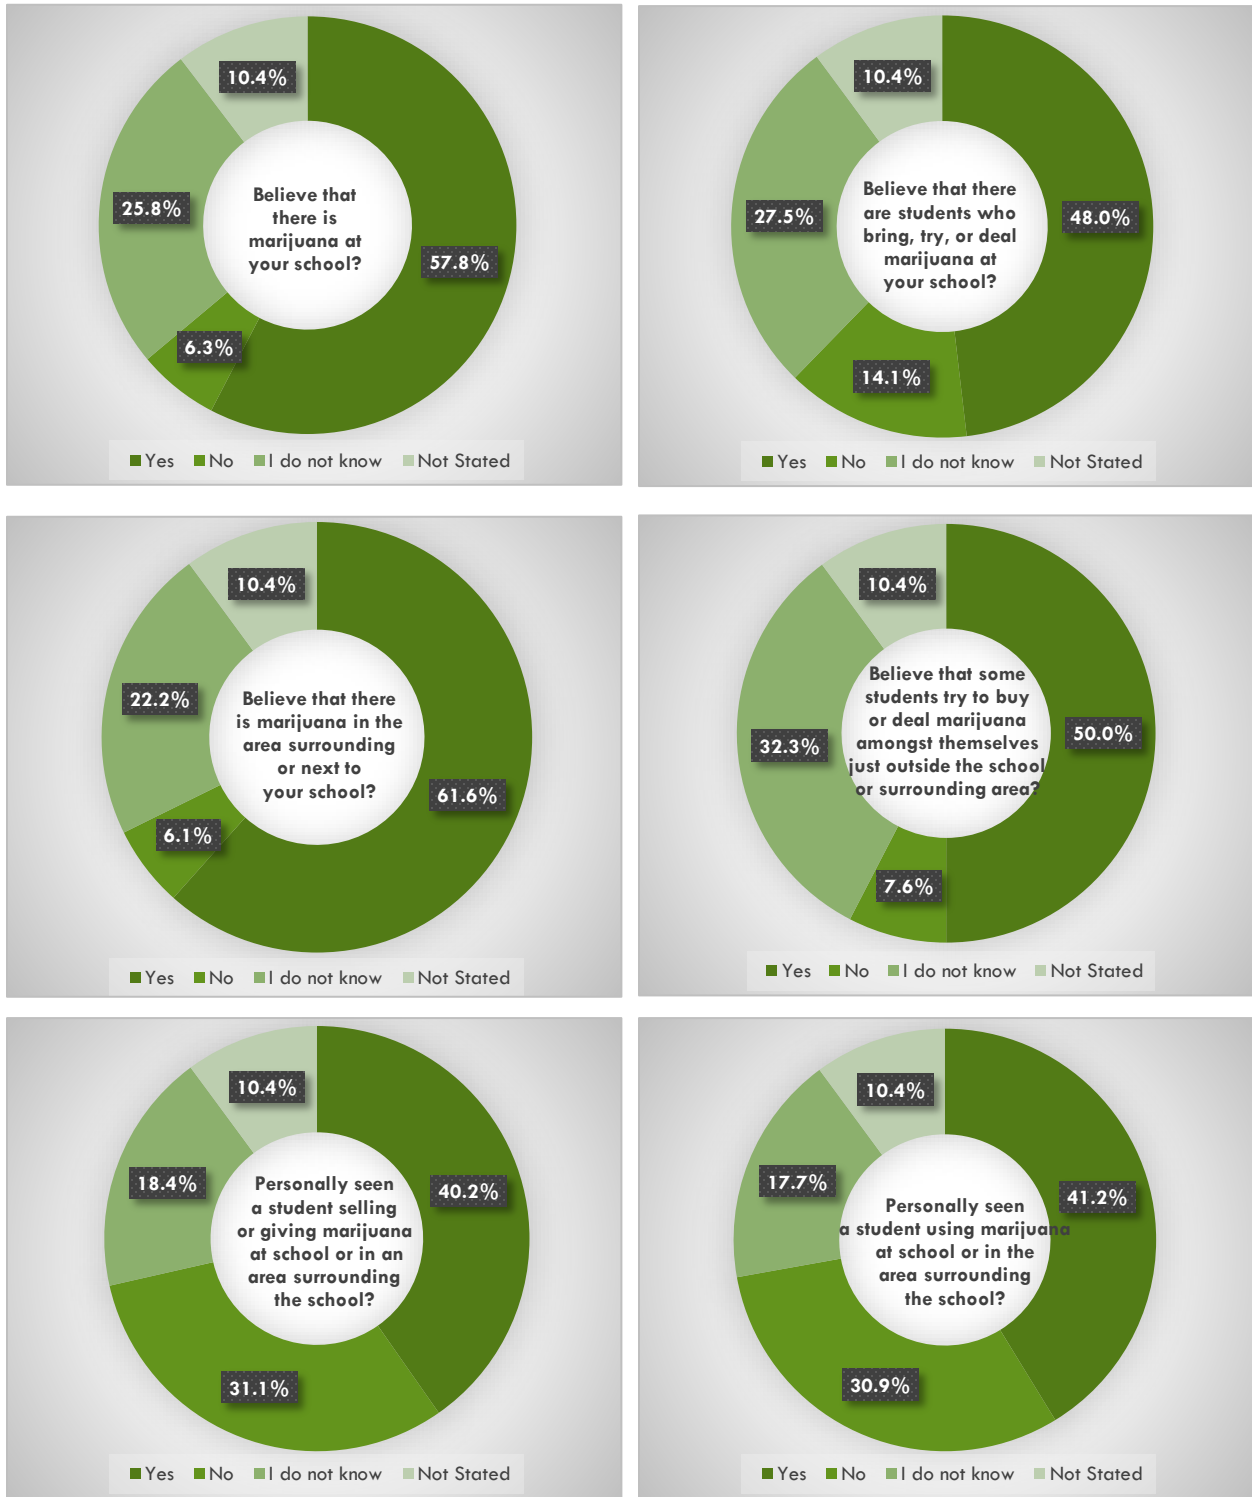 10.4%
25.8%
Believe that
there is
marijuana at
your school?
57.8%
6.3%
Yes No I do not know Not Stated
10.4%
27.5%
Believe that there
are students who
bring, try, or deal
marijuana at
your school?
48.0%
14.1%
Yes No I do not know Not Stated
10.4%
22.2%
Believe that there
is marijuana in the
area surrounding
or next to
your school?
61.6%
6.1%
Yes No I do not know Not Stated
10.4%
32.3%
Believe that some
students try to buy
or deal marijuana
amongst themselves
just outside the school
or surrounding area?
50.0%
7.6%
Yes No I do not know Not Stated
10.4%
18.4%
Personally seen
a student selling
or giving marijuana
at school or in an
area surrounding
the school?
40.2%
31.1%
Yes No I do not know Not Stated
10.4%
17.7%
Personally seen
a student using marijuana
at school or in the
area surrounding
the school?
41.2%
30.9%
Yes No I do not know Not Stated